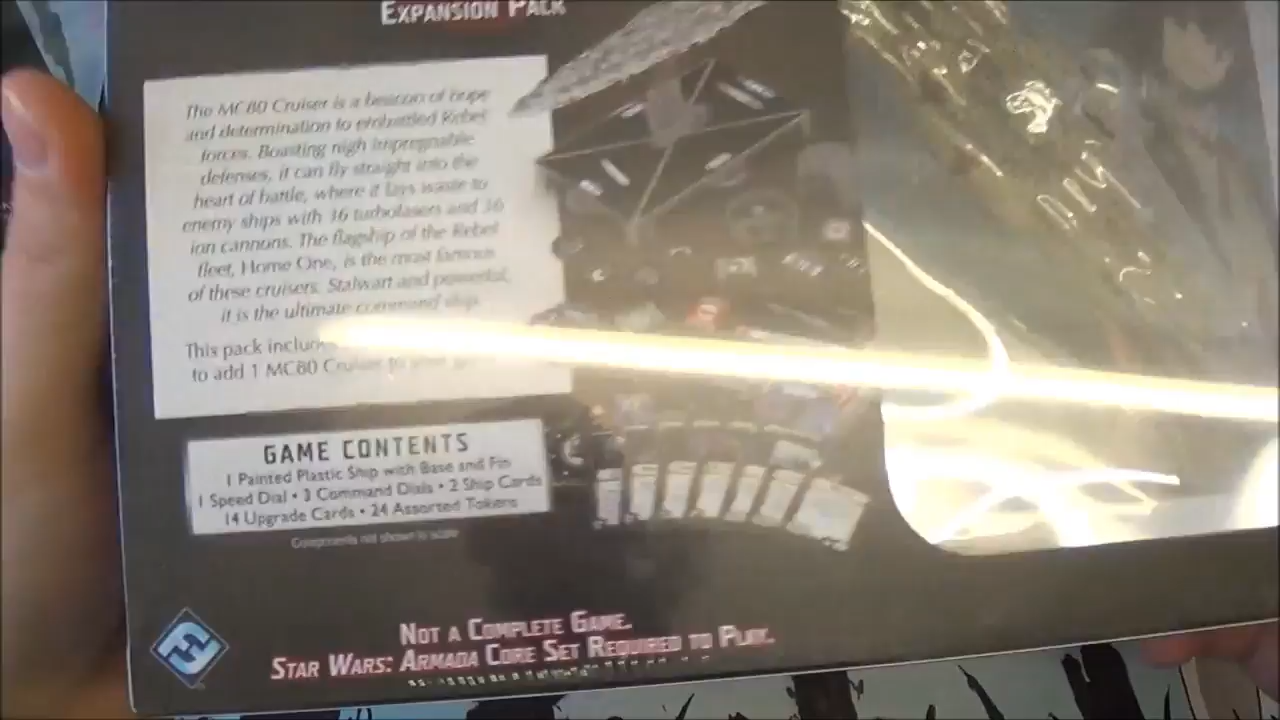 EXPANSION PACK
The MC80 Cruiser is a beacon of hope
and determination to embattled Rebel
forces. Boasting nigh impregnable
defenses, it can fly straight into the
heart of battle, where it lays waste to
enemy ships with 36 turbolasers and 36
ion cannons. The flagship of the Rebel
fleet, Home One, is the most famous
of these cruisers. Stalwart and powerful,
it is the ultimate command ship.
This pack includes
to add 1 MC80 Cruiser to your
GAME CONTENTS
1 Painted Plastic Ship with Base and Fin
1 Speed Dial • 3 Command Dials • 2 Ship Cards
14 Upgrade Cards • 24 Assorted Tokens
Components not shown to scale
NOT A COMPLETE GAME.
STAR WARS: ARMADA CORE SET REQUIRED TO PLAY.